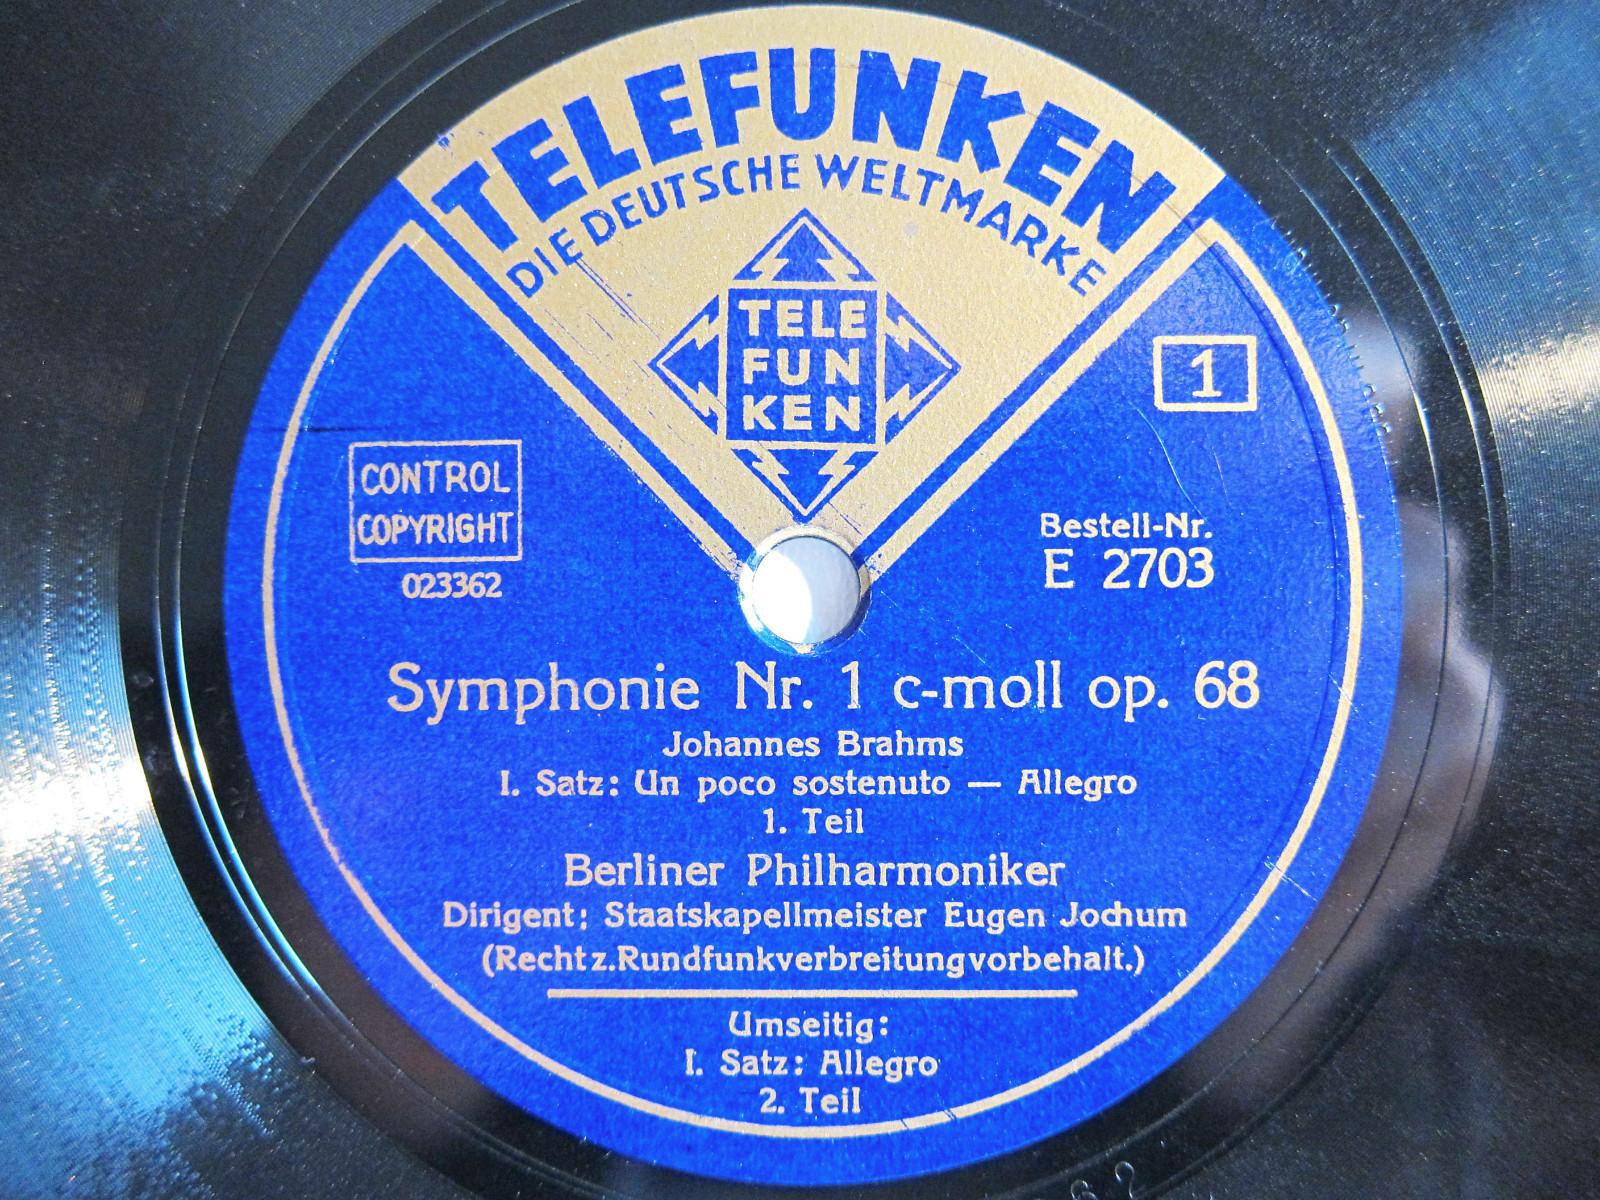 TELEFUNKEN
DIE DEUTSCHE WELTMARKE
TELE
FUN
KEN
1
CONTROL
COPYRIGHT
023362
Bestell-Nr.
E 2703
Symphonie Nr. 1 c-moll op. 68
Johannes Brahms
I. Satz: Un poco sostenuto — Allegro
1. Teil
Berliner Philharmoniker
Dirigent: Staatskapellmeister Eugen Jochum
(Recht z. Rundfunkverbreitung vorbehalt.)
Umseitig:
I. Satz: Allegro
2. Teil